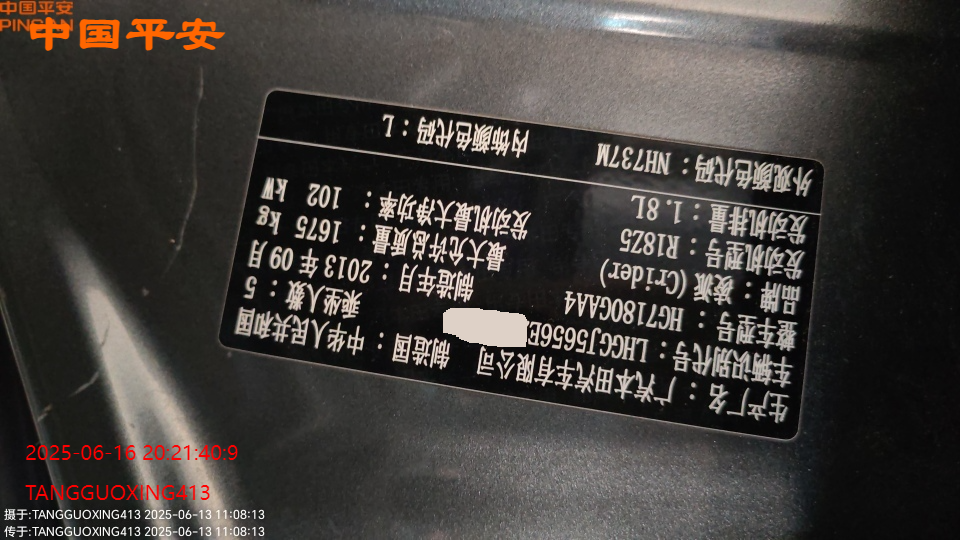 中国平安
PINGAN
中国平安
生产厂名：广汽本田汽车有限公司 制造国：中华人民共和国
车辆识别代号：LHGGJ5656E
整车型号：HG7180GAA4 乘坐人数：5
品牌：凌派 (Crider) 制造年月：2013 年 09 月
发动机型号：R18Z5 最大允许总质量：1675 kg
发动机排量：1.8L 发动机最大净功率：102 kW
外观颜色代码：NH737M 内饰颜色代码：L
2025-06-16 20:21:40:9
TANGGUOXING413
摄于:TANGGUOXING413 2025-06-13 11:08:13
传于:TANGGUOXING413 2025-06-13 11:08:13